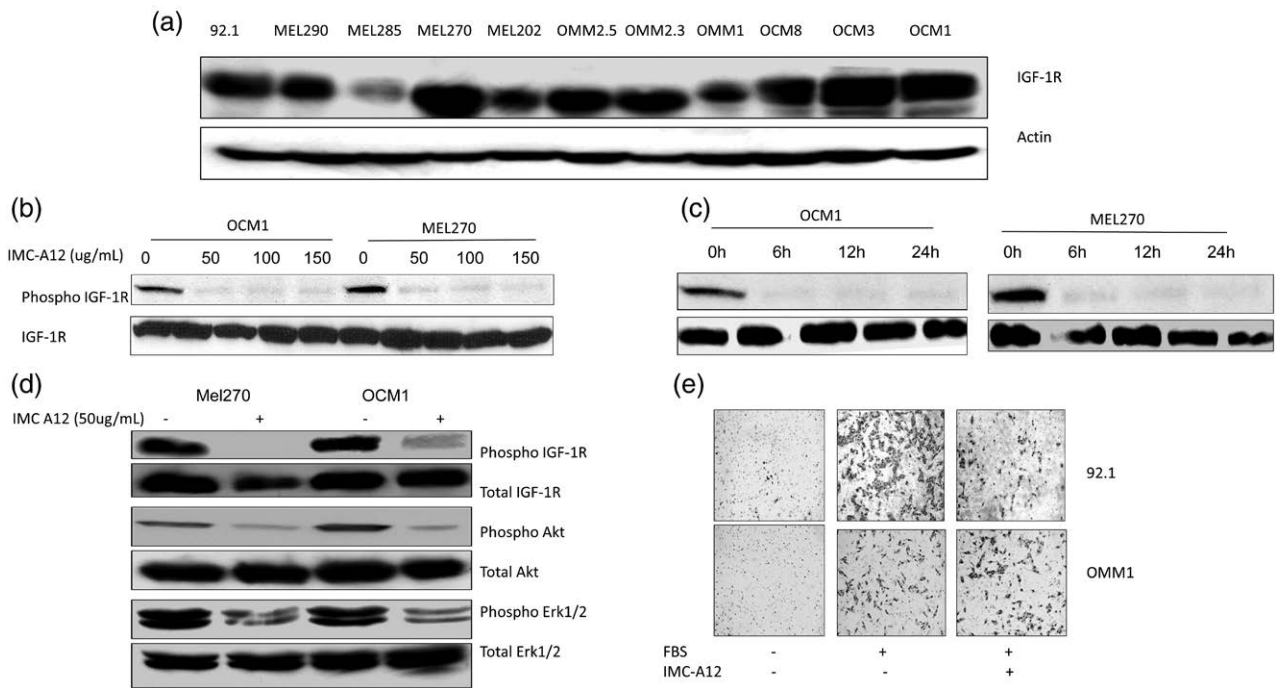 (a)
92.1 MEL290 MEL285 MEL270 MEL202 OMM2.5 OMM2.3 OMM1 OCM8 OCM3 OCM1
IGF-1R
Actin
(b)
OCM1 MEL270
IMC-A12 (ug/mL) 0 50 100 150 0 50 100 150
Phospho IGF-1R
IGF-1R
(c)
OCM1 MEL270
0h 6h 12h 24h 0h 6h 12h 24h
(d)
Mel270 OCM1
IMC A12 (50ug/mL) - + - +
Phospho IGF-1R
Total IGF-1R
Phospho Akt
Total Akt
Phospho Erk1/2
Total Erk1/2
(e)
92.1
OMM1
FBS - + +
IMC-A12 - - +